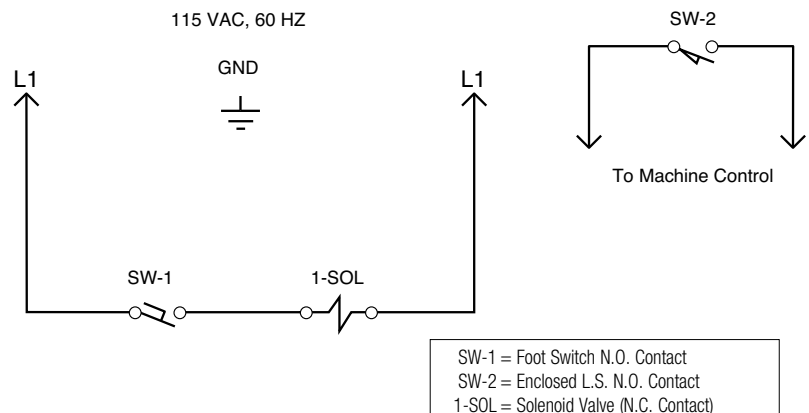 115 VAC, 60 HZ
GND
L1
L1
SW-2
To Machine Control
SW-1
1-SOL
SW-1 = Foot Switch N.O. Contact
SW-2 = Enclosed L.S. N.O. Contact
1-SOL = Solenoid Valve (N.C. Contact)